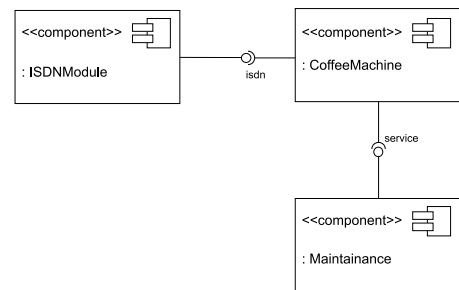 <<component>>
: ISDNModule
isdn
<<component>>
: CoffeeMachine
service
<<component>>
: Maintainance